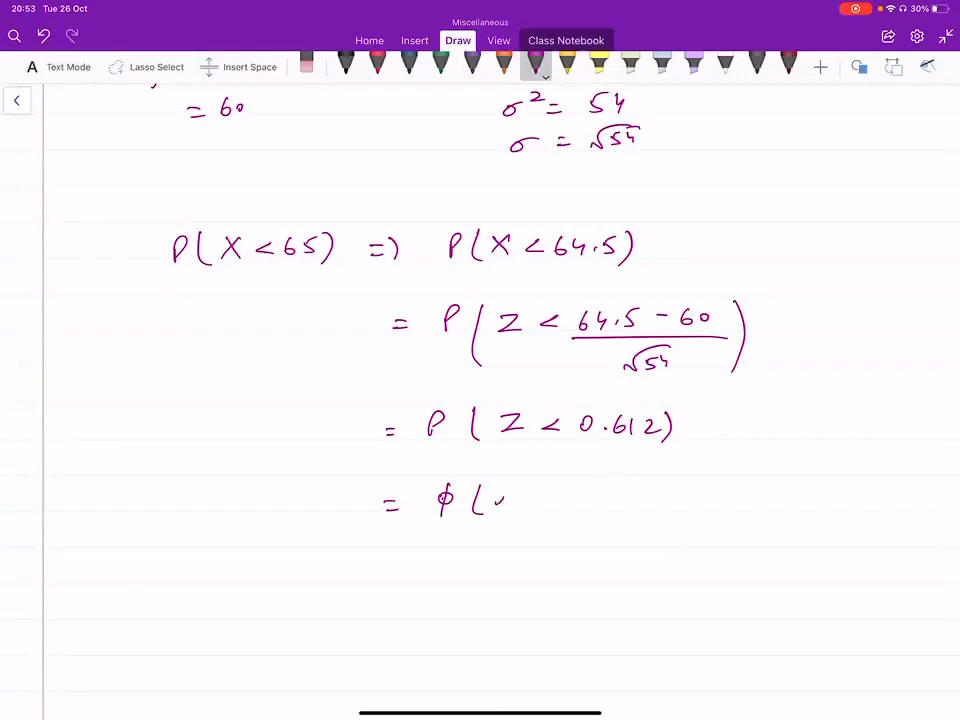 20:53 Tue 26 Oct
30%
Miscellaneous
Home Insert Draw View Class Notebook
A Text Mode Lasso Select Insert Space
= 60
σ² = 54
σ = √54
P(X < 65) => P(X < 64.5)
= P(Z < (64.5 - 60)/√54)
= P(Z < 0.612)
= φ(